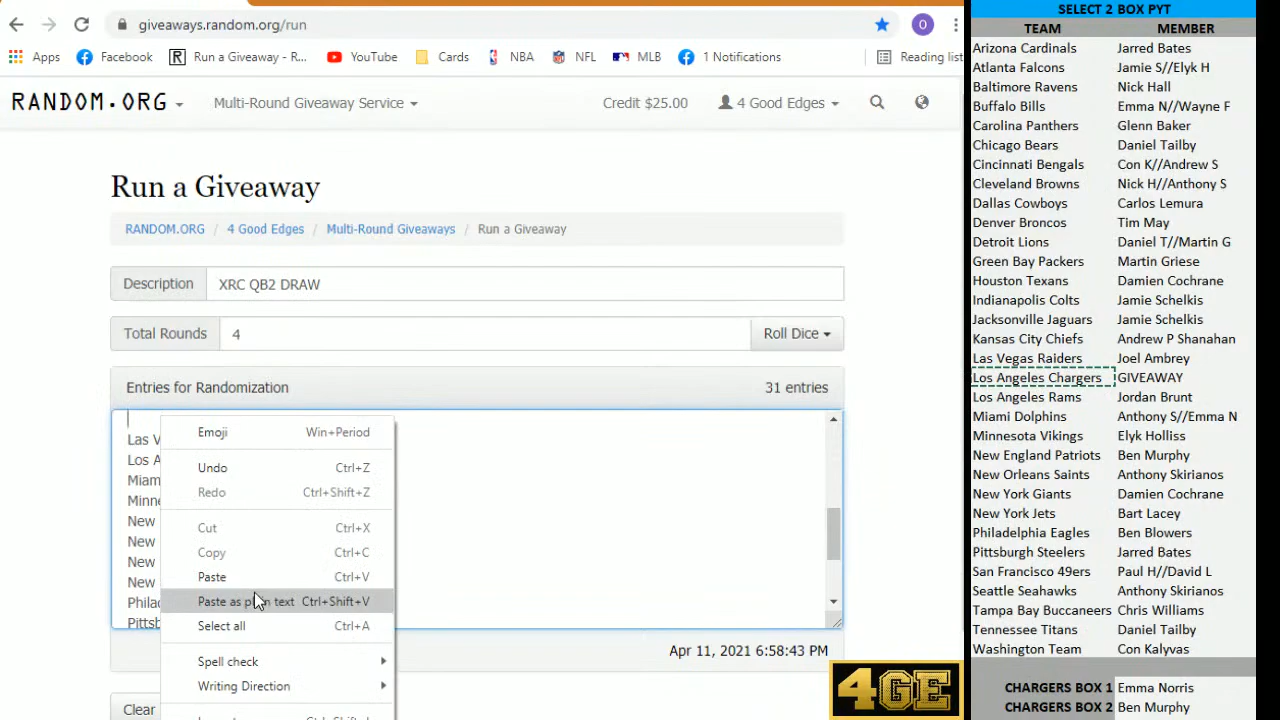 giveaways.random.org/run
O
Apps Facebook Run a Giveaway - R... YouTube Cards NBA NFL MLB 1 Notifications Reading list
RANDOM.ORG Multi-Round Giveaway Service Credit $25.00 4 Good Edges
Run a Giveaway
RANDOM.ORG / 4 Good Edges / Multi-Round Giveaways / Run a Giveaway
Description XRC QB2 DRAW
Total Rounds 4 Roll Dice
Entries for Randomization 31 entries
Las V
Los A
Miam
Minne
New
New
New
New
Philac
Pittsb
Emoji Win+Period
Undo Ctrl+Z
Redo Ctrl+Shift+Z
Cut Ctrl+X
Copy Ctrl+C
Paste Ctrl+V
Paste as plain text Ctrl+Shift+V
Select all Ctrl+A
Spell check
Writing Direction
Apr 11, 2021 6:58:43 PM
Clear
4GE
SELECT 2 BOX PYT
TEAM MEMBER
Arizona Cardinals Jarred Bates
Atlanta Falcons Jamie S//Elyk H
Baltimore Ravens Nick Hall
Buffalo Bills Emma N//Wayne F
Carolina Panthers Glenn Baker
Chicago Bears Daniel Tailby
Cincinnati Bengals Con K//Andrew S
Cleveland Browns Nick H//Anthony S
Dallas Cowboys Carlos Lemura
Denver Broncos Tim May
Detroit Lions Daniel T//Martin G
Green Bay Packers Martin Griese
Houston Texans Damien Cochrane
Indianapolis Colts Jamie Schelkis
Jacksonville Jaguars Jamie Schelkis
Kansas City Chiefs Andrew P Shanahan
Las Vegas Raiders Joel Ambrey
Los Angeles Chargers GIVEAWAY
Los Angeles Rams Jordan Brunt
Miami Dolphins Anthony S//Emma N
Minnesota Vikings Elyk Holliss
New England Patriots Ben Murphy
New Orleans Saints Anthony Skirianos
New York Giants Damien Cochrane
New York Jets Bart Lacey
Philadelphia Eagles Ben Blowers
Pittsburgh Steelers Jarred Bates
San Francisco 49ers Paul H//David L
Seattle Seahawks Anthony Skirianos
Tampa Bay Buccaneers Chris Williams
Tennessee Titans Daniel Tailby
Washington Team Con Kalyvas
CHARGERS BOX 1 Emma Norris
CHARGERS BOX 2 Ben Murphy